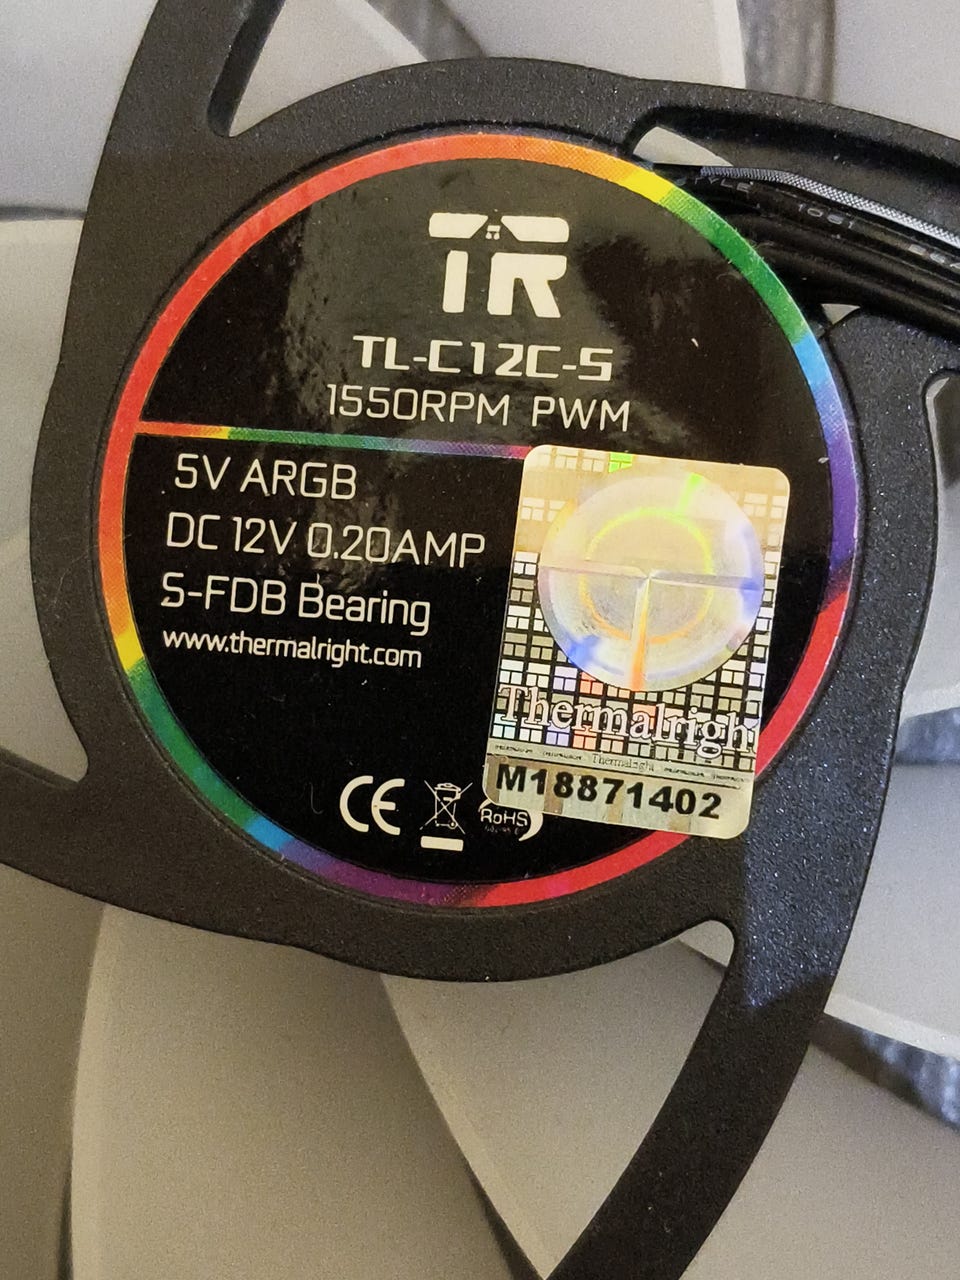 TR
TL-C12C-S
1550RPM PWM
5V ARGB
DC 12V 0.20AMP
S-FDB Bearing
www.thermalright.com
Thermalrigh
Thermalright
M18871402
CE
RoHS